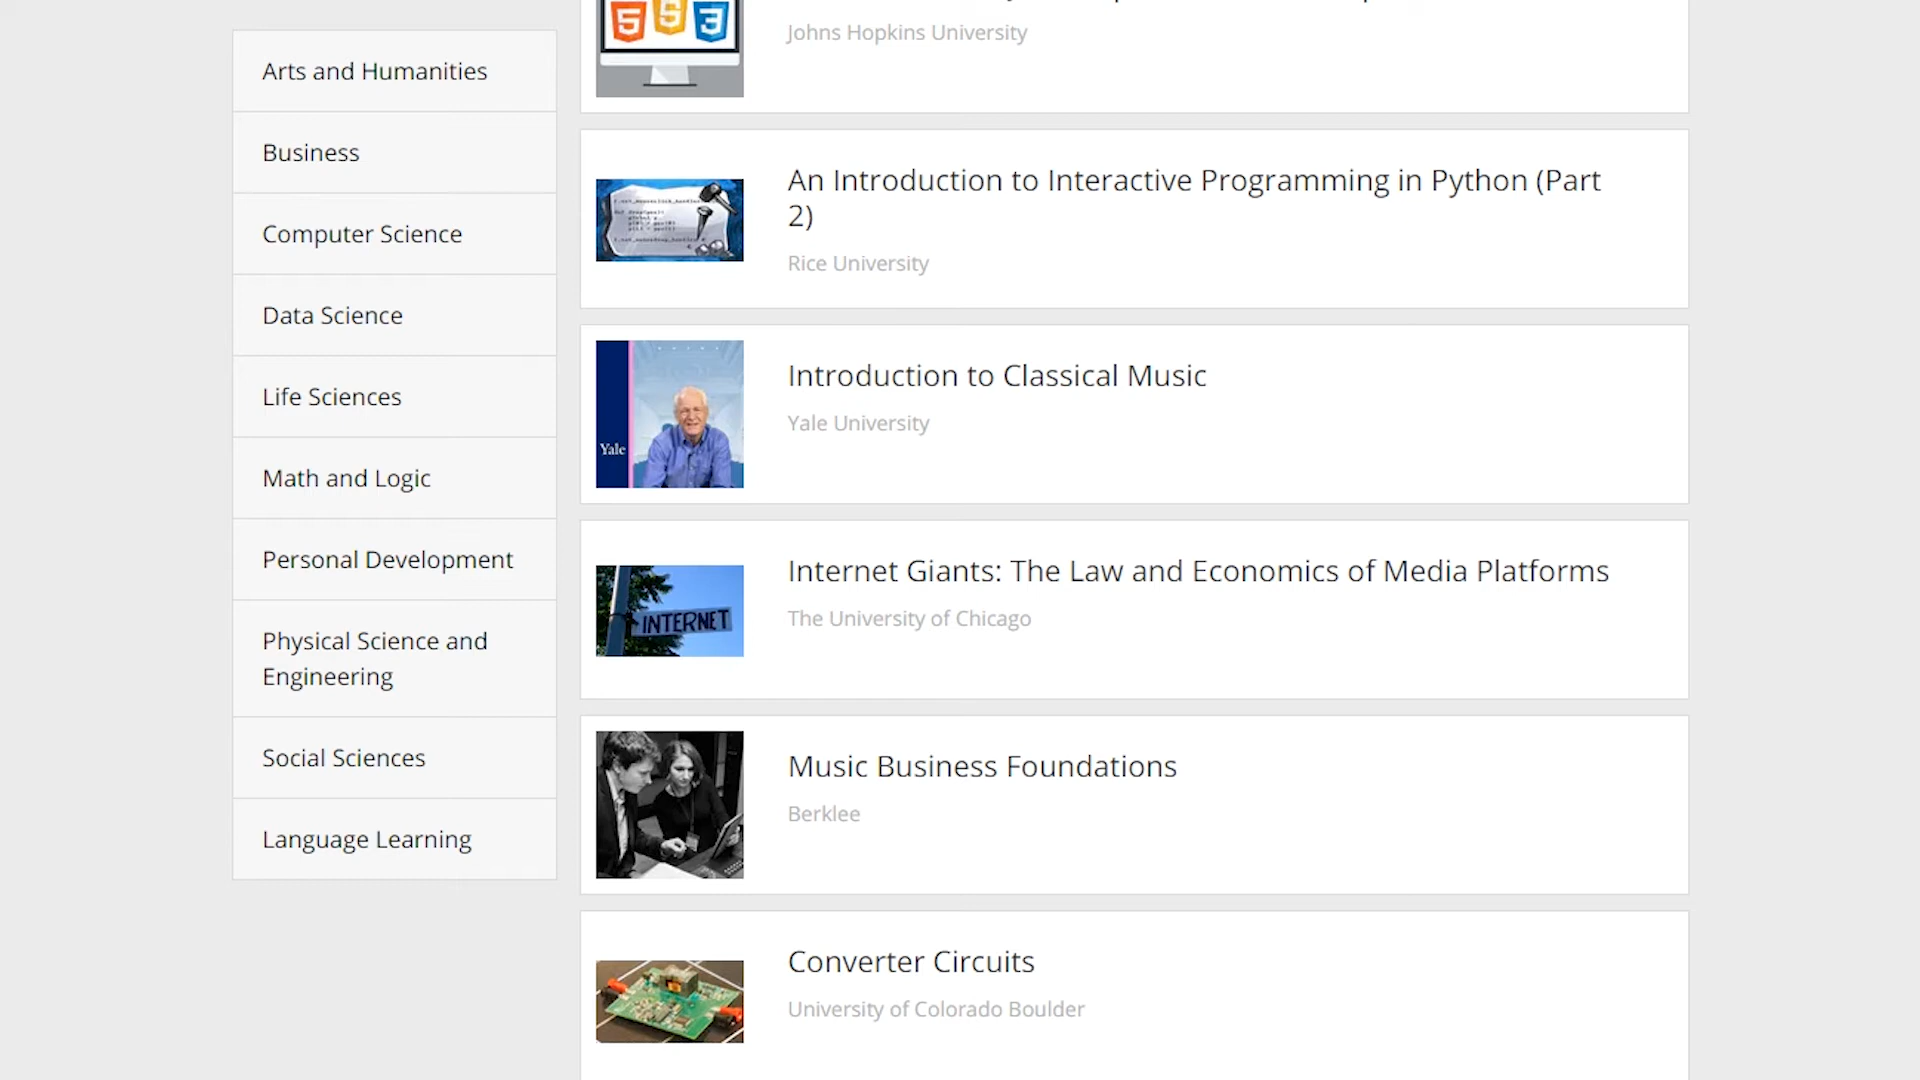 Arts and Humanities
Business
Computer Science
Data Science
Life Sciences
Math and Logic
Personal Development
Physical Science and
Engineering
Social Sciences
Language Learning
5 5 3
Johns Hopkins University
An Introduction to Interactive Programming in Python (Part
2)
Rice University
Yale
Introduction to Classical Music
Yale University
INTERNET
Internet Giants: The Law and Economics of Media Platforms
The University of Chicago
Music Business Foundations
Berklee
Converter Circuits
University of Colorado Boulder